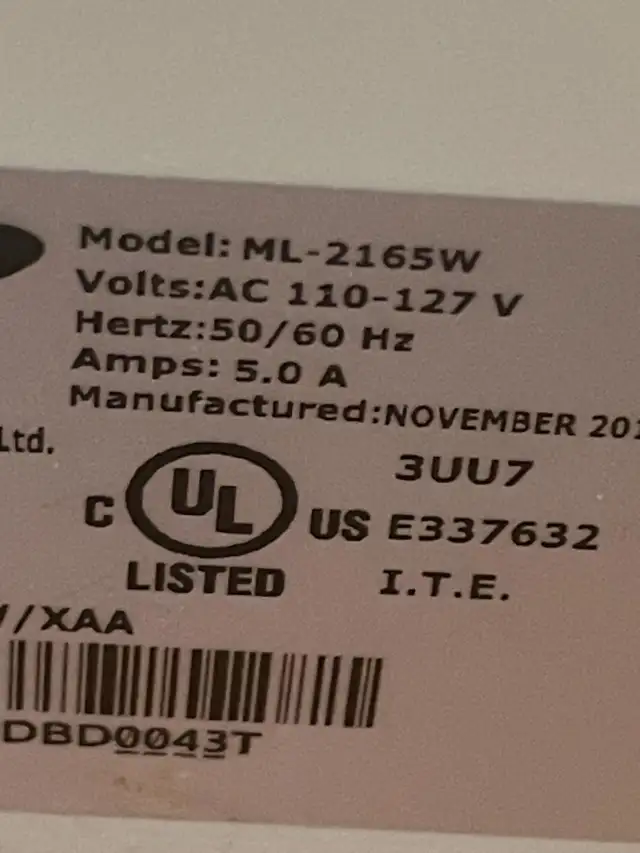 Model: ML-2165W
Volts:AC 110-127 V
Hertz:50/60 Hz
Amps: 5.0 A
Manufactured:NOVEMBER 201
Ltd.
3UU7
C UL US E337632
LISTED I.T.E.
/XAA
DBD0043T